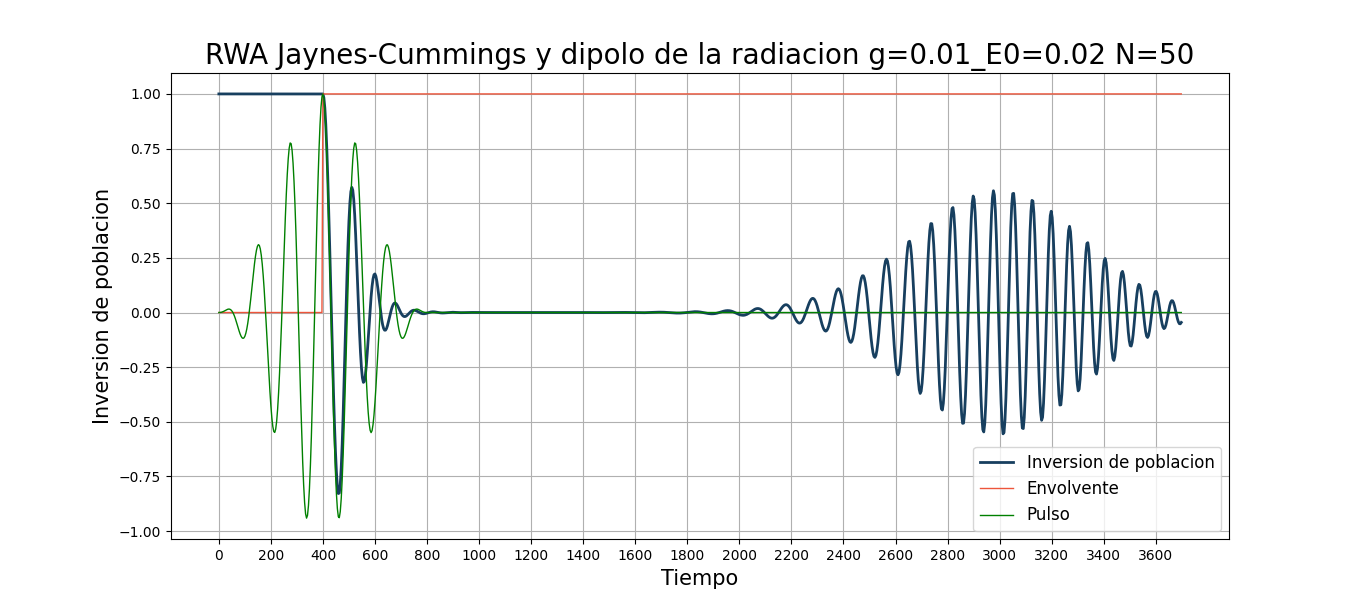 RWA Jaynes-Cummings y dipolo de la radiacion g=0.01_E0=0.02 N=50
1.00
0.75
0.50
0.25
0.00
−0.25
−0.50
−0.75
−1.00
Inversion de poblacion
Inversion de poblacion
Envolvente
Pulso
0 200 400 600 800 1000 1200 1400 1600 1800 2000 2200 2400 2600 2800 3000 3200 3400 3600
Tiempo